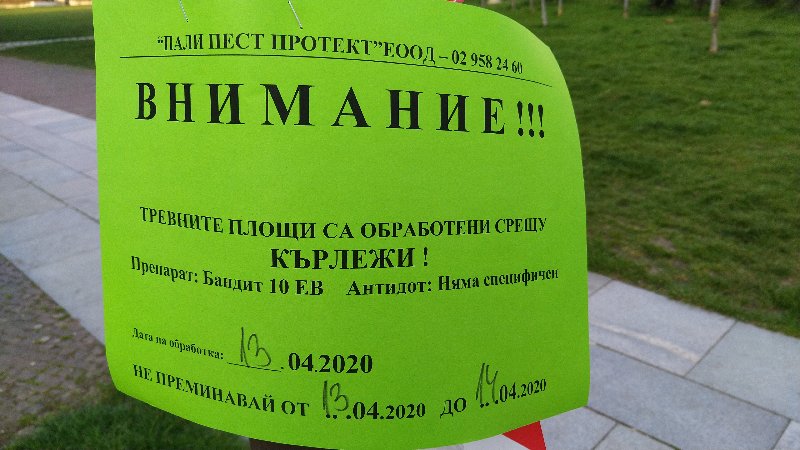 “ПАЛИ ПЕСТ ПРОТЕКТ”ЕООД – 02 958 24 60
ВНИМАНИЕ!!!
ТРЕВНИТЕ ПЛОЩИ СА ОБРАБОТЕНИ СРЕЩУ
КЪРЛЕЖИ !
Препарат: Бандит 10 ЕВ Антидот: Няма специфичен
Дата на обработка: 13.04.2020
НЕ ПРЕМИНАВАЙ ОТ 13.04.2020 ДО 14.04.2020